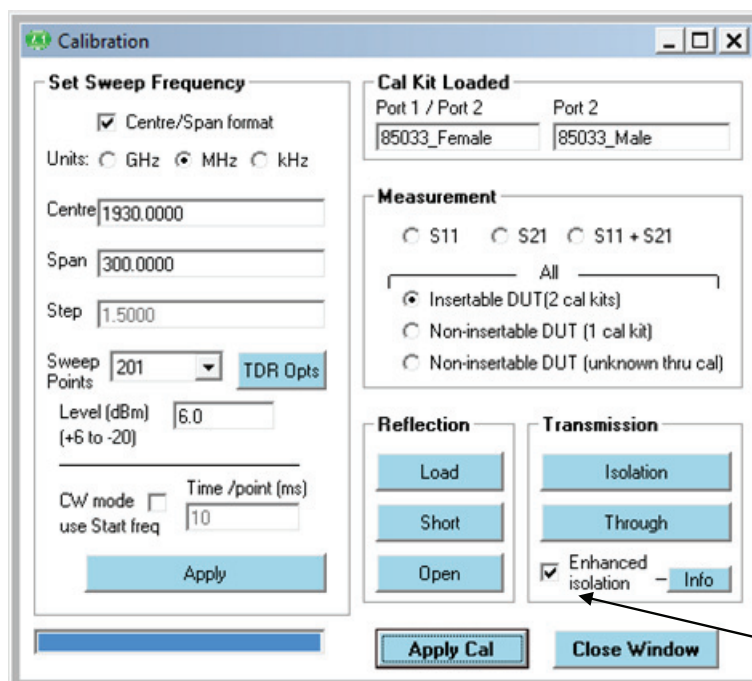 Calibration
Set Sweep Frequency
Centre/Span format
Units: GHz MHz kHz
Centre 1930.0000
Span 300.0000
Step 1.5000
Sweep Points 201 TDR Opts
Level (dBm) (+6 to -20) 6.0
CW mode use Start freq
Time /point (ms)
10
Apply
Cal Kit Loaded
Port 1 / Port 2 Port 2
85033_Female 85033_Male
Measurement
S11 S21 S11 + S21
All
Insertable DUT(2 cal kits)
Non-insertable DUT (1 cal kit)
Non-insertable DUT (unknown thru cal)
Reflection
Load
Short
Open
Transmission
Isolation
Through
Enhanced isolation Info
Apply Cal Close Window